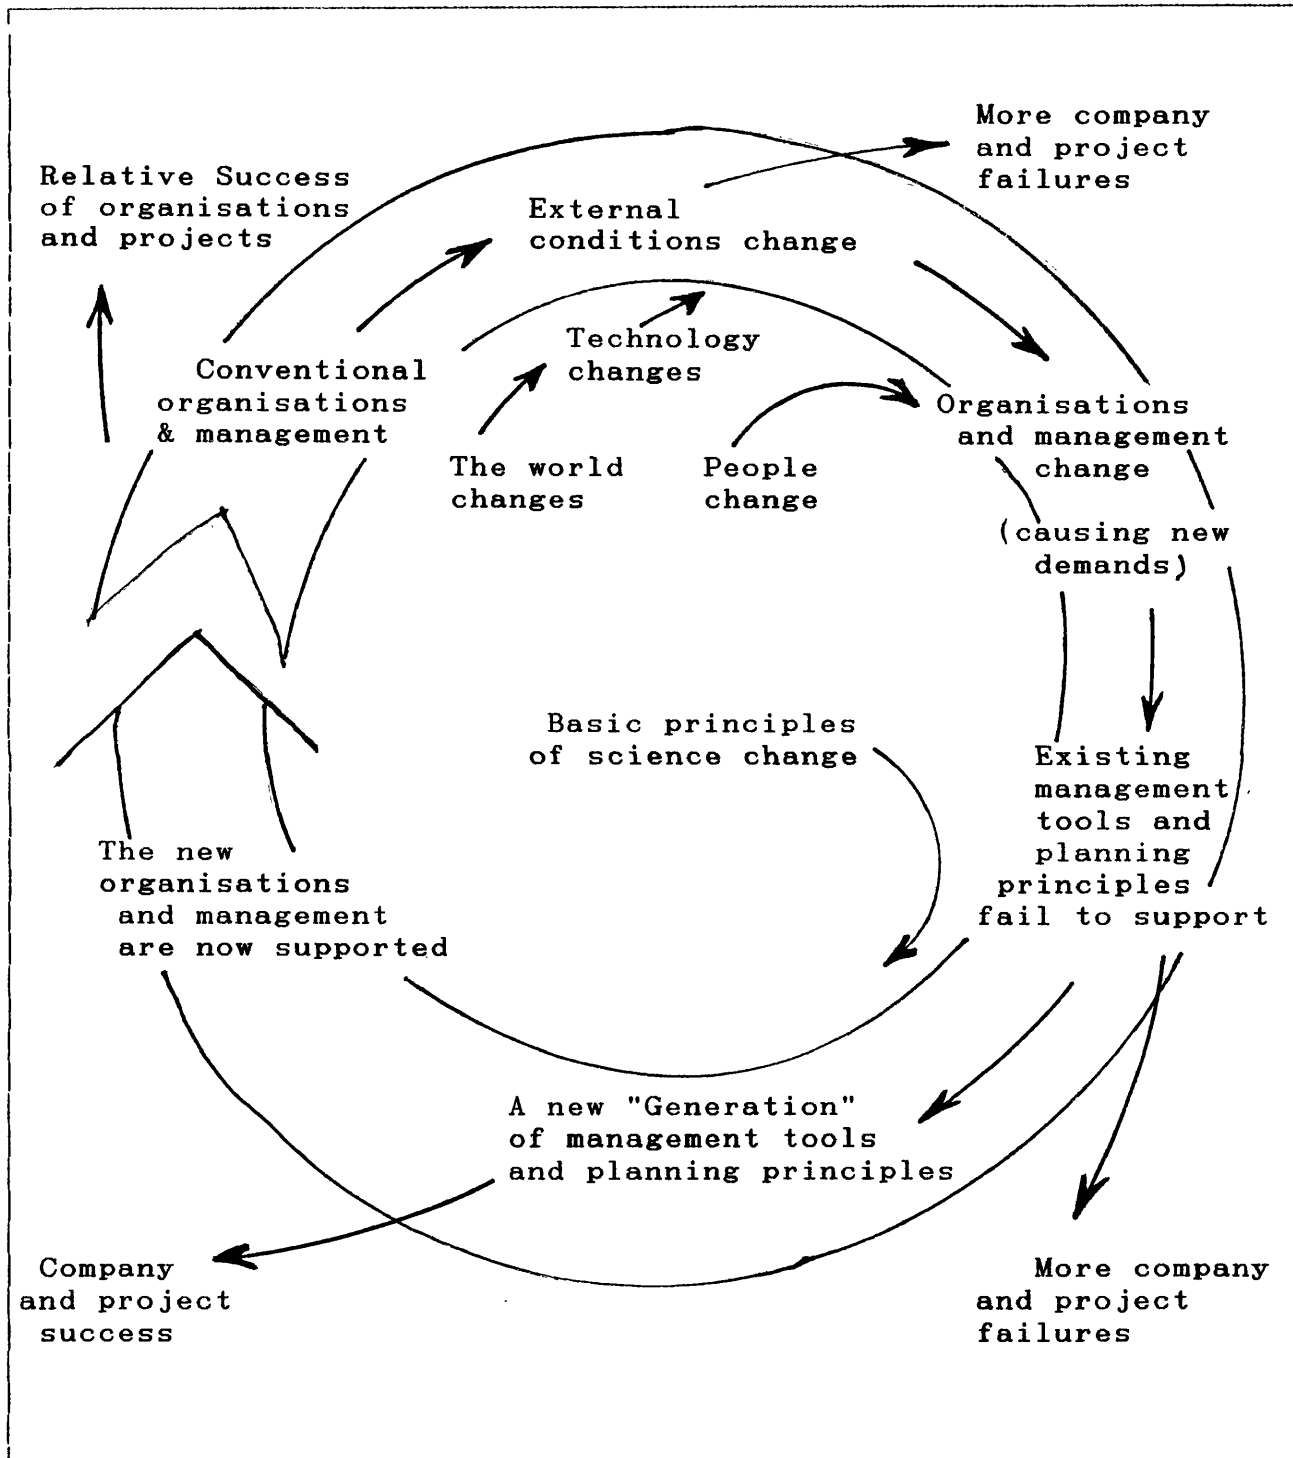 More company
and project
failures
Relative Success
of organisations
and projects
External
conditions change
Technology
changes
Conventional
organisations
& management
Organisations
and management
change
The world
changes
People
change
(causing new
demands)
Basic principles
of science change
Existing
management
tools and
planning
principles
fail to support
The new
organisations
and management
are now supported
A new "Generation"
of management tools
and planning principles
Company
and project
success
More company
and project
failures